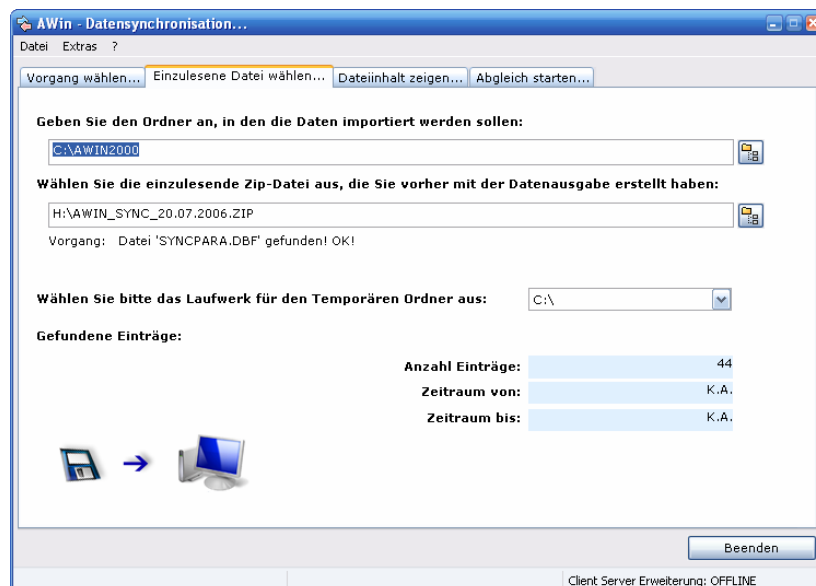 AWin - Datensynchronisation...
Datei Extras ?
Vorgang wählen... Einzulesene Datei wählen... Dateiinhalt zeigen... Abgleich starten...
Geben Sie den Ordner an, in den die Daten importiert werden sollen:
C:\AWIN2000
Wählen Sie die einzulesende Zip-Datei aus, die Sie vorher mit der Datenausgabe erstellt haben:
H:\AWIN_SYNC_20.07.2006.ZIP
Vorgang: Datei 'SYNCPARA.DBF' gefunden! OK!
Wählen Sie bitte das Laufwerk für den Temporären Ordner aus: C:\
Gefundene Einträge:
Anzahl Einträge: 44
Zeitraum von: K.A.
Zeitraum bis: K.A.
Beenden
Client Server Erweiterung: OFFLINE